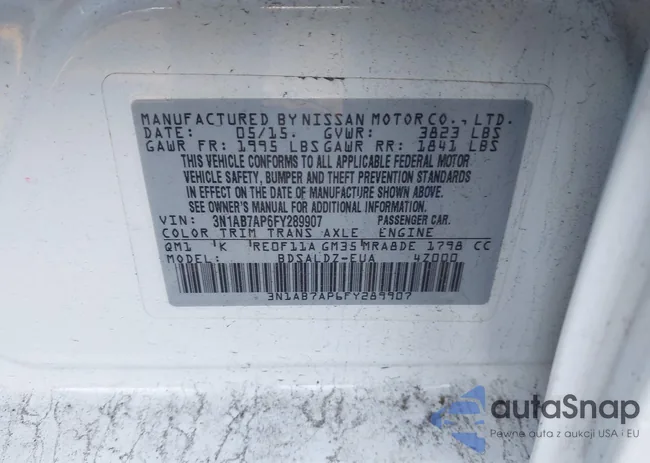 MANUFACTURED BY NISSAN MOTOR CO., LTD.
DATE: 05/15. GVWR: 3823 LBS
GAWR FR: 1995 LBS GAWR RR: 1841 LBS
THIS VEHICLE CONFORMS TO ALL APPLICABLE FEDERAL MOTOR
VEHICLE SAFETY, BUMPER AND THEFT PREVENTION STANDARDS
IN EFFECT ON THE DATE OF MANUFACTURE SHOWN ABOVE.
SEE OWNER'S MANUAL FOR ADDITIONAL INFORMATION.
VIN: 3N1AB7AP6FY289907 PASSENGER CAR.
COLOR TRIM TRANS AXLE ENGINE
QM1 K RE0F11A GM35 MRA8DE 1798 CC
MODEL: BDSALDZ-EUA 4Z000
3N1AB7AP6FY289907
autaSnap
Pewne auta z aukcji USA i EU